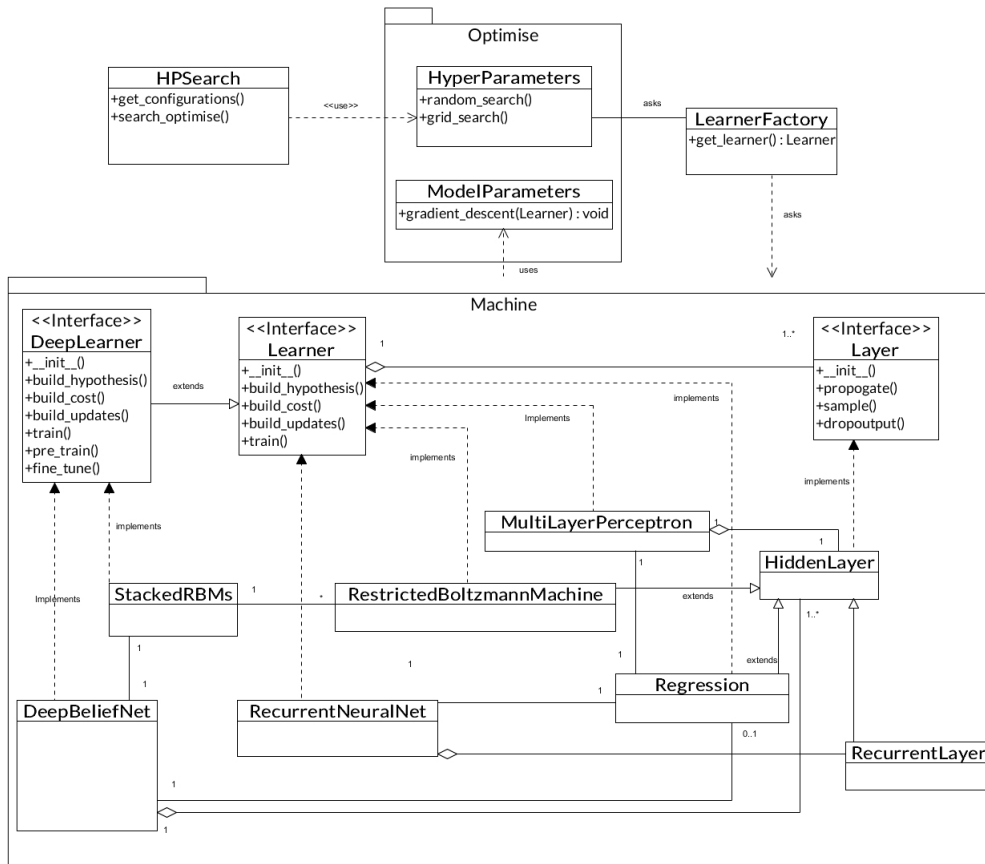 Optimise
HPSearch
+get_configurations()
+search_optimise()
<<use>>
HyperParameters
+random_search()
+grid_search()
asks
LearnerFactory
+get_learner() : Learner
ModelParameters
+gradient_descent(Learner) : void
asks
uses
Machine
<<Interface>>
DeepLearner
+__init__()
+build_hypothesis()
+build_cost()
+build_updates()
+train()
+pre_train()
+fine_tune()
extends
<<Interface>>
Learner
+__init__()
+build_hypothesis()
+build_cost()
+build_updates()
+train()
1
1..*
<<Interface>>
Layer
+__init__()
+propogate()
+sample()
+dropoutput()
implements
Implements
implements
implements
implements
MultiLayerPerceptron
1
1
HiddenLayer
1
Implements
StackedRBMs
1
*
RestrictedBoltzmannMachine
extends
1..*
1
1
1
1
extends
1
DeepBeliefNet
RecurrentNeuralNet
Regression
0..1
RecurrentLayer
1
1